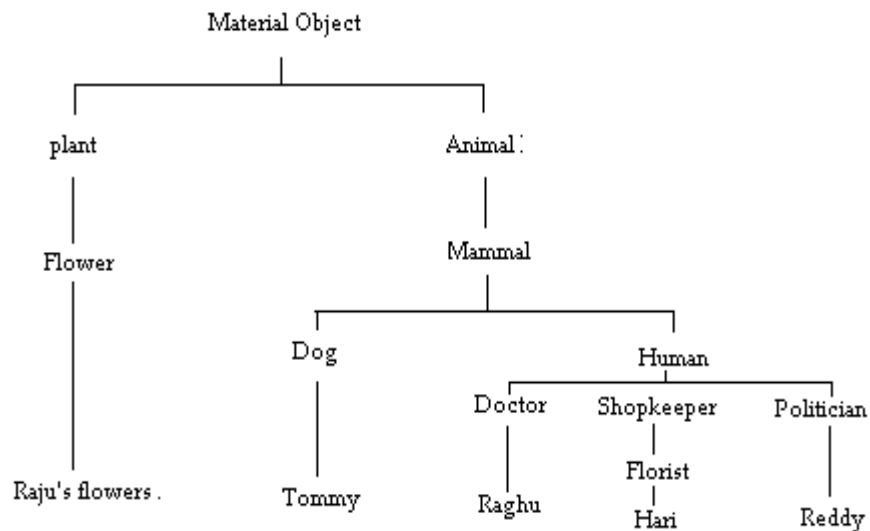 Material Object
plant
Animal :
Flower
Mammal
Dog
Human
Doctor
Shopkeeper
Politician
Florist
Raju's flowers .
Tommy
Raghu
Hari
Reddy